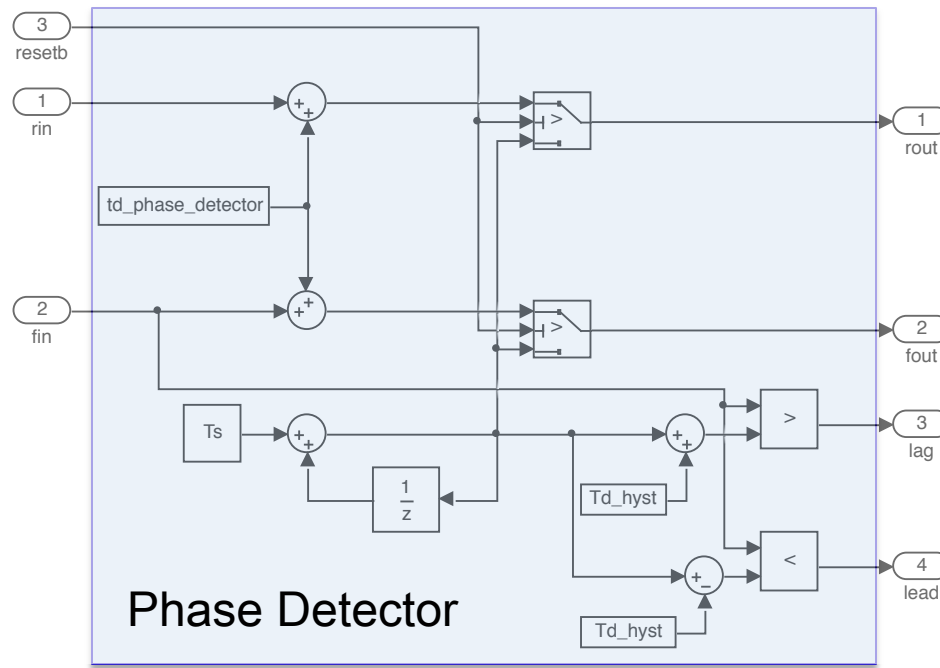 3
resetb
1
rin
td_phase_detector
2
fin
+
+
+
+
>
>
1
rout
2
fout
Ts
+
+
1
z
+
+
Td_hyst
>
3
lag
+
−
Td_hyst
<
4
lead
Phase Detector